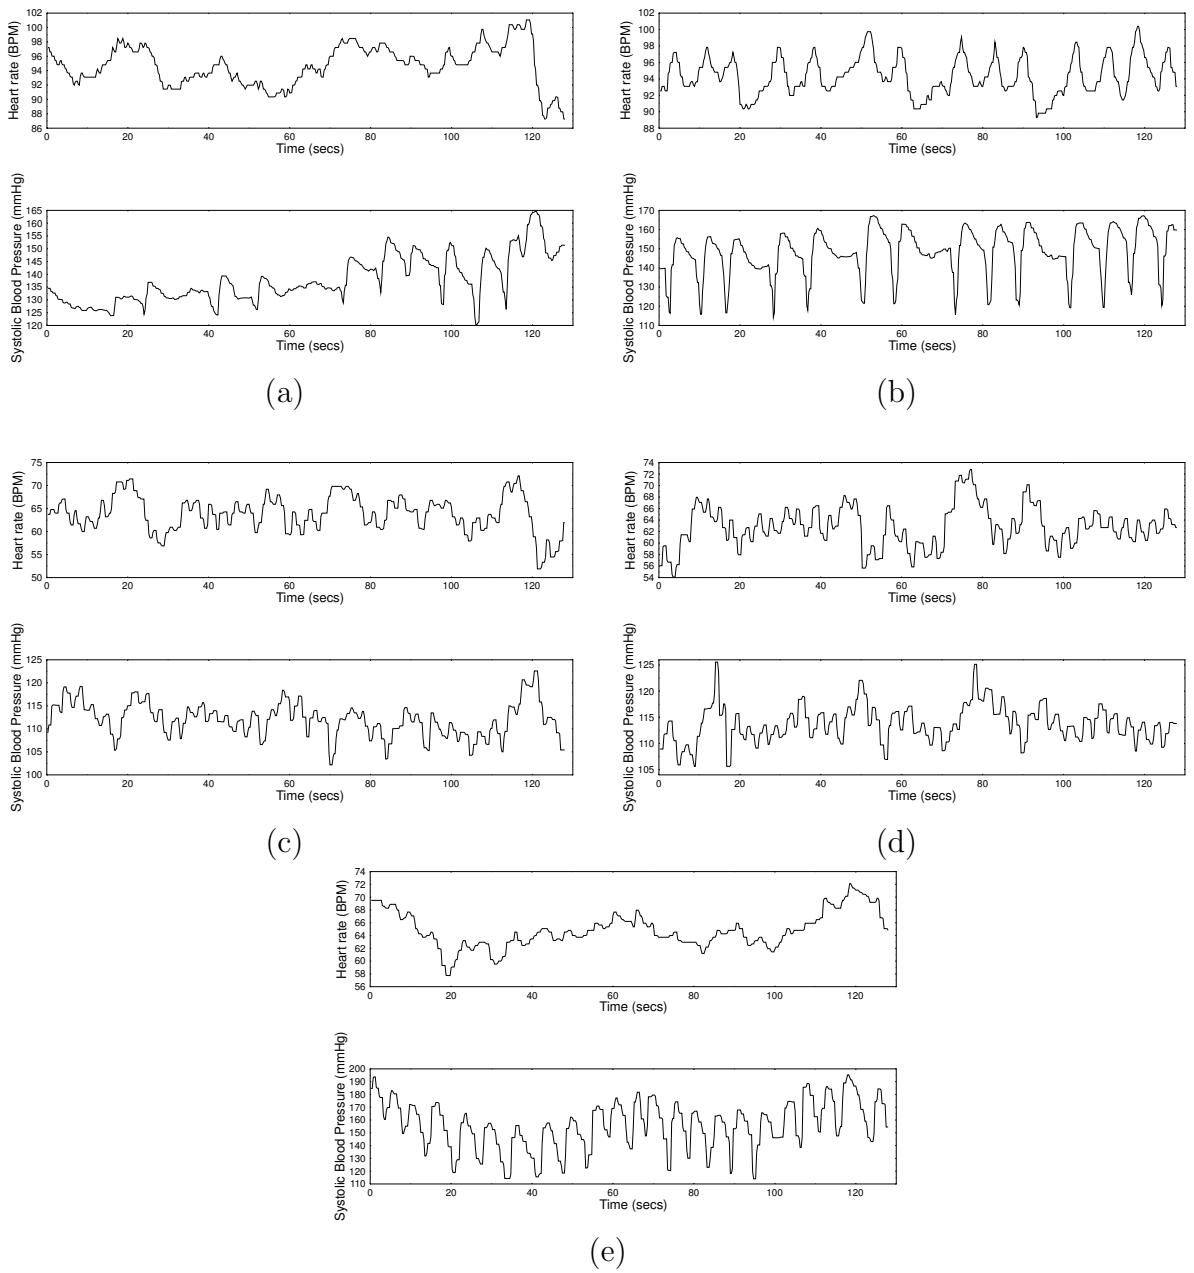 Heart rate (BPM)
102
100
98
96
94
92
90
88
86
0 20 40 60 80 100 120
Time (secs)
Systolic Blood Pressure (mmHg)
165
160
155
150
145
140
135
130
125
120
0 20 40 60 80 100 120
Time (secs)
(a)
Heart rate (BPM)
102
100
98
96
94
92
90
88
0 20 40 60 80 100 120
Time (secs)
Systolic Blood Pressure (mmHg)
170
160
150
140
130
120
110
0 20 40 60 80 100 120
Time (secs)
(b)
Heart rate (BPM)
75
70
65
60
55
50
0 20 40 60 80 100 120
Time (secs)
Systolic Blood Pressure (mmHg)
125
120
115
110
105
100
0 20 40 60 80 100 120
Time (secs)
(c)
Heart rate (BPM)
74
72
70
68
66
64
62
60
58
56
54
0 20 40 60 80 100 120
Time (secs)
Systolic Blood Pressure (mmHg)
125
120
115
110
105
0 20 40 60 80 100 120
Time (secs)
(d)
Heart rate (BPM)
74
72
70
68
66
64
62
60
58
56
0 20 40 60 80 100 120
Time (secs)
Systolic Blood Pressure (mmHg)
200
190
180
170
160
150
140
130
120
110
0 20 40 60 80 100 120
Time (secs)
(e)